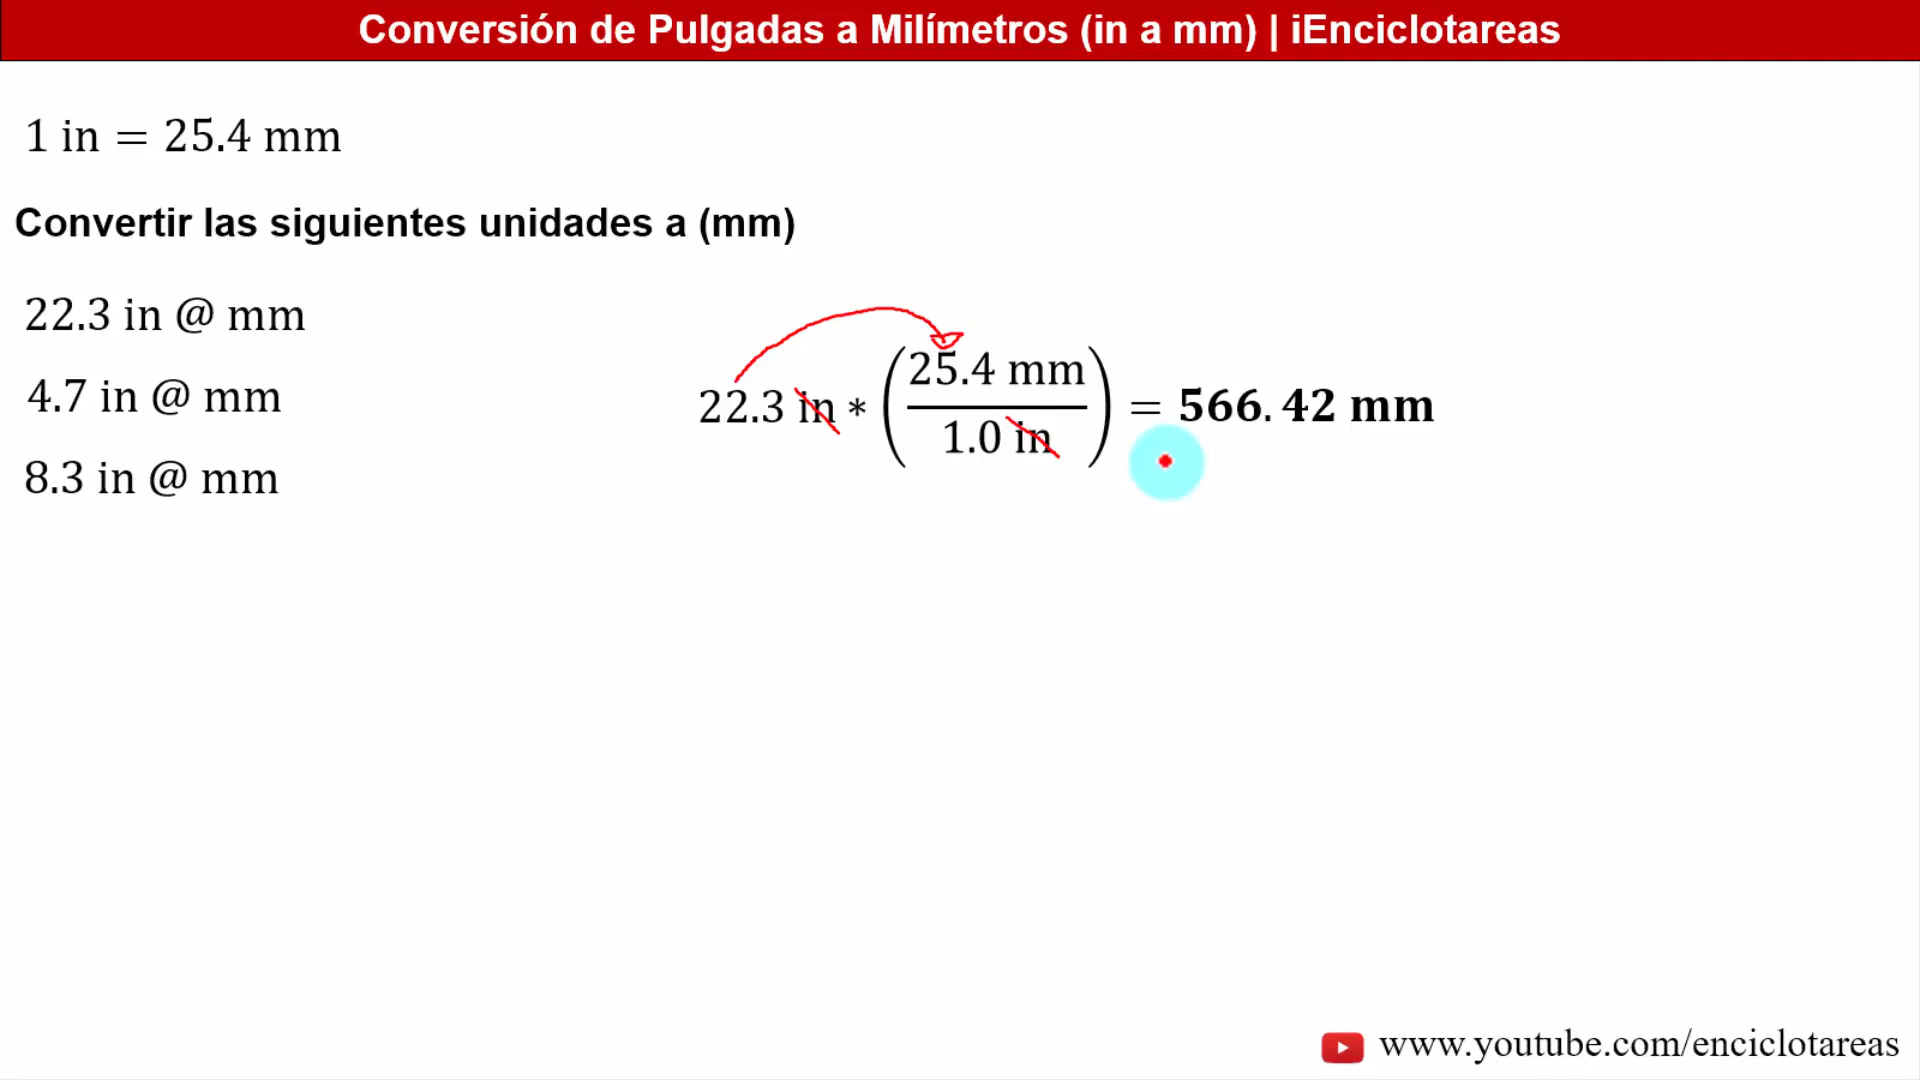 Conversión de Pulgadas a Milímetros (in a mm) | iEnciclotareas
1 in = 25.4 mm
Convertir las siguientes unidades a (mm)
22.3 in @ mm
4.7 in @ mm
8.3 in @ mm
22.3 in * (25.4 mm / 1.0 in) = 566.42 mm
www.youtube.com/enciclotareas